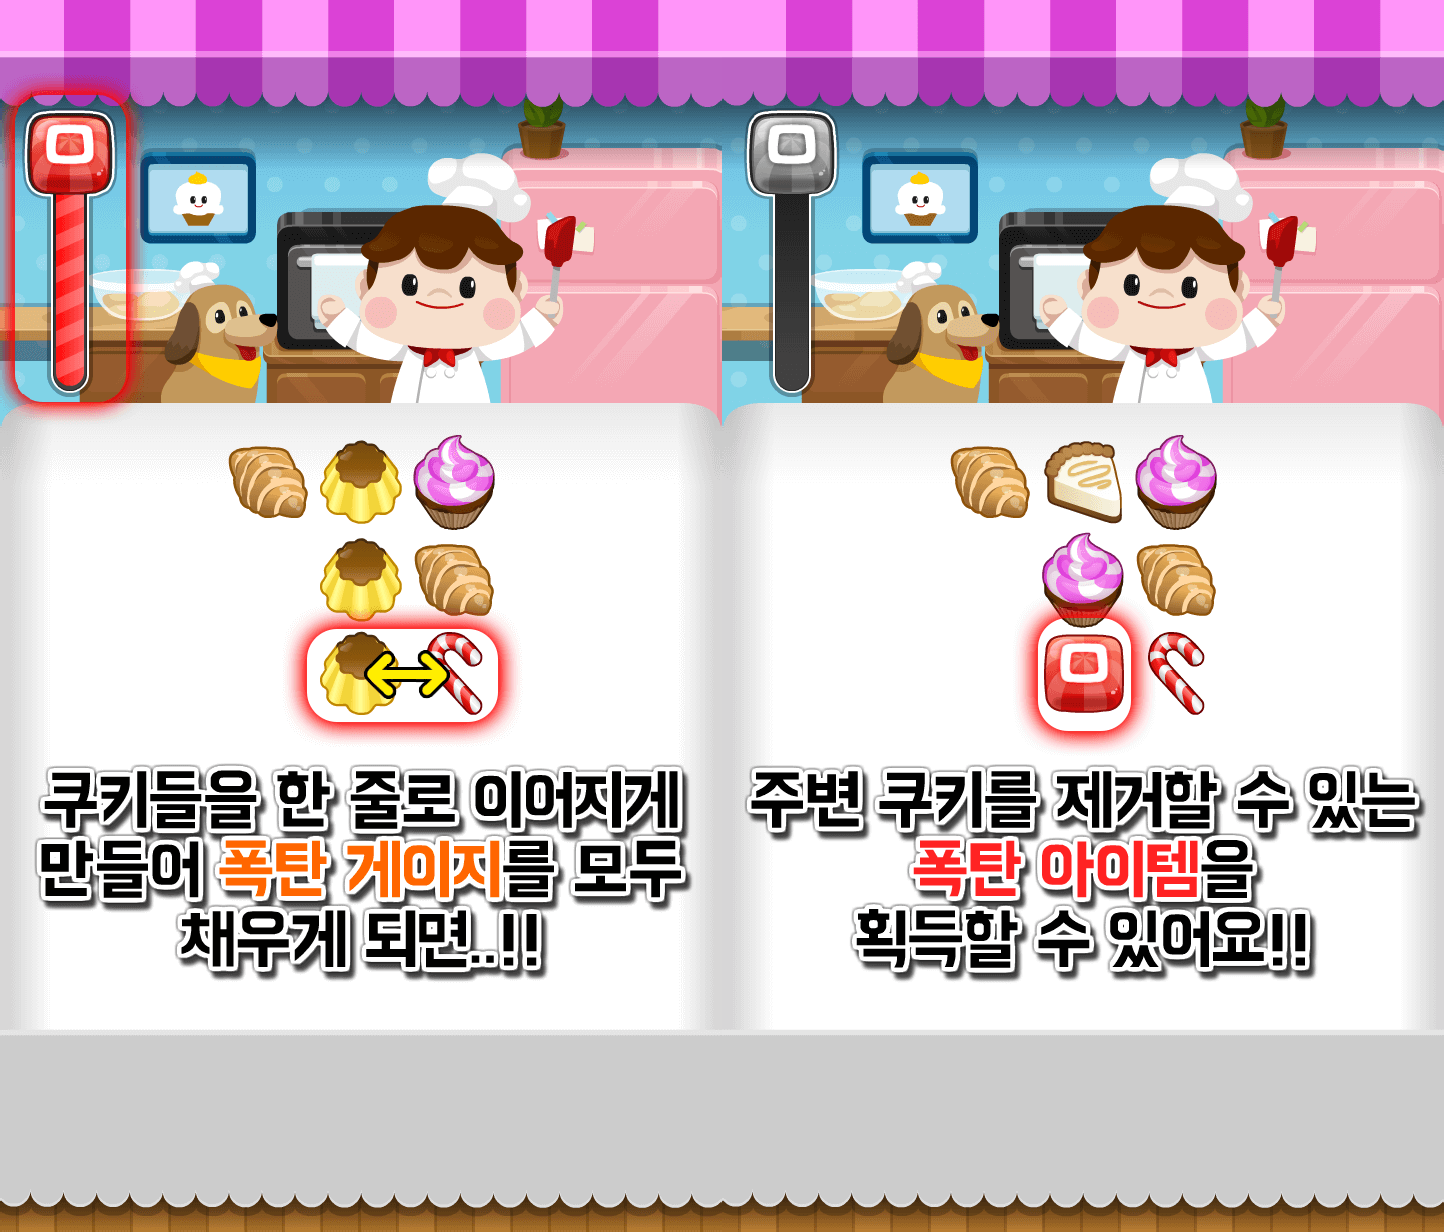 쿠키들을 한 줄로 이어지게
만들어 폭탄 게이지를 모두
채우게 되면..!!
주변 쿠키를 제거할 수 있는
폭탄 아이템을
획득할 수 있어요!!